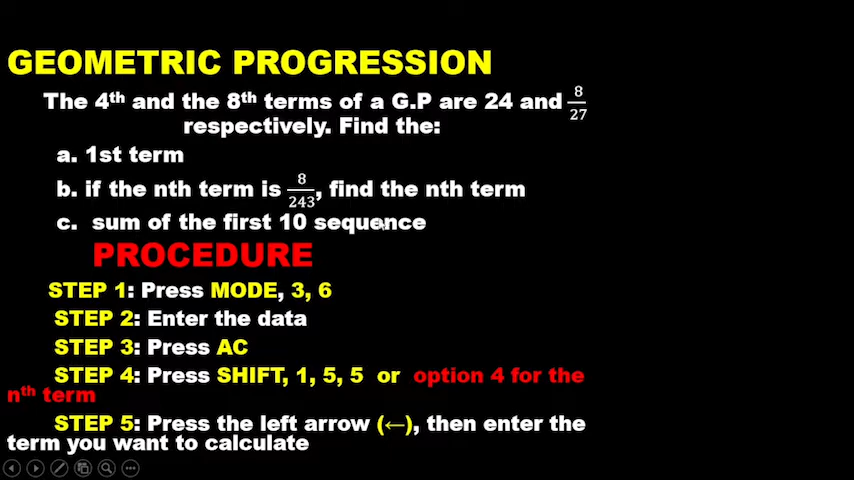 GEOMETRIC PROGRESSION
The 4th and the 8th terms of a G.P are 24 and 8/27
respectively. Find the:
a. 1st term
b. if the nth term is 8/243, find the nth term
c. sum of the first 10 sequence
PROCEDURE
STEP 1: Press MODE, 3, 6
STEP 2: Enter the data
STEP 3: Press AC
STEP 4: Press SHIFT, 1, 5, 5 or option 4 for the
nth term
STEP 5: Press the left arrow (←), then enter the
term you want to calculate